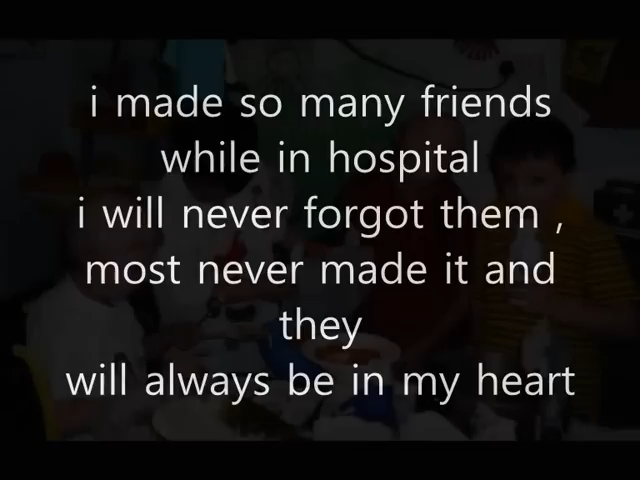 i made so many friends
while in hospital
i will never forgot them ,
most never made it and
they
will always be in my heart